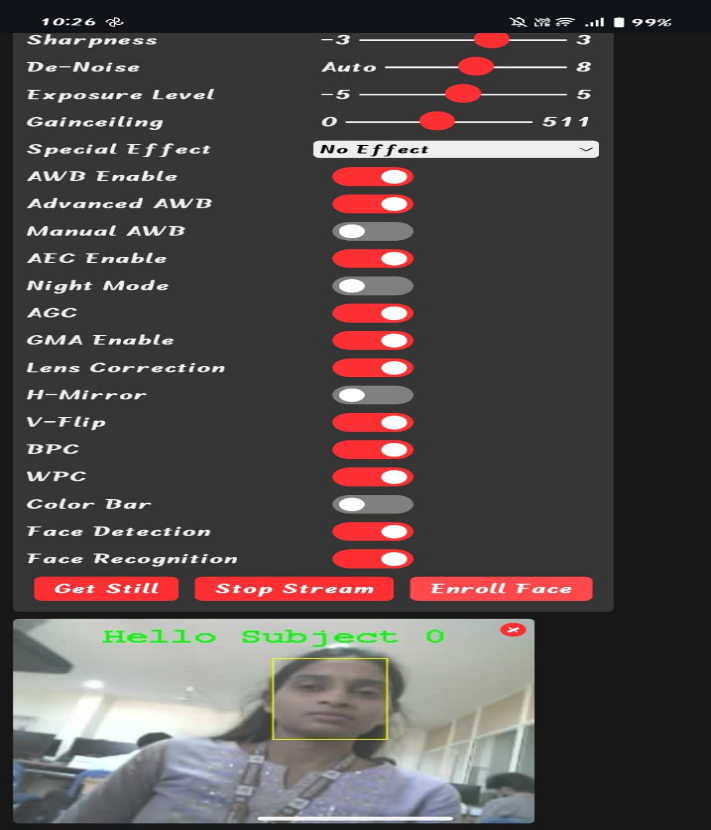 10:26 99%
Sharpness -3 3
De-Noise Auto 8
Exposure Level -5 5
Gainceiling 0 511
Special Effect No Effect
AWB Enable
Advanced AWB
Manual AWB
AEC Enable
Night Mode
AGC
GMA Enable
Lens Correction
H-Mirror
V-Flip
BPC
WPC
Color Bar
Face Detection
Face Recognition
Get Still Stop Stream Enroll Face
Hello Subject 0